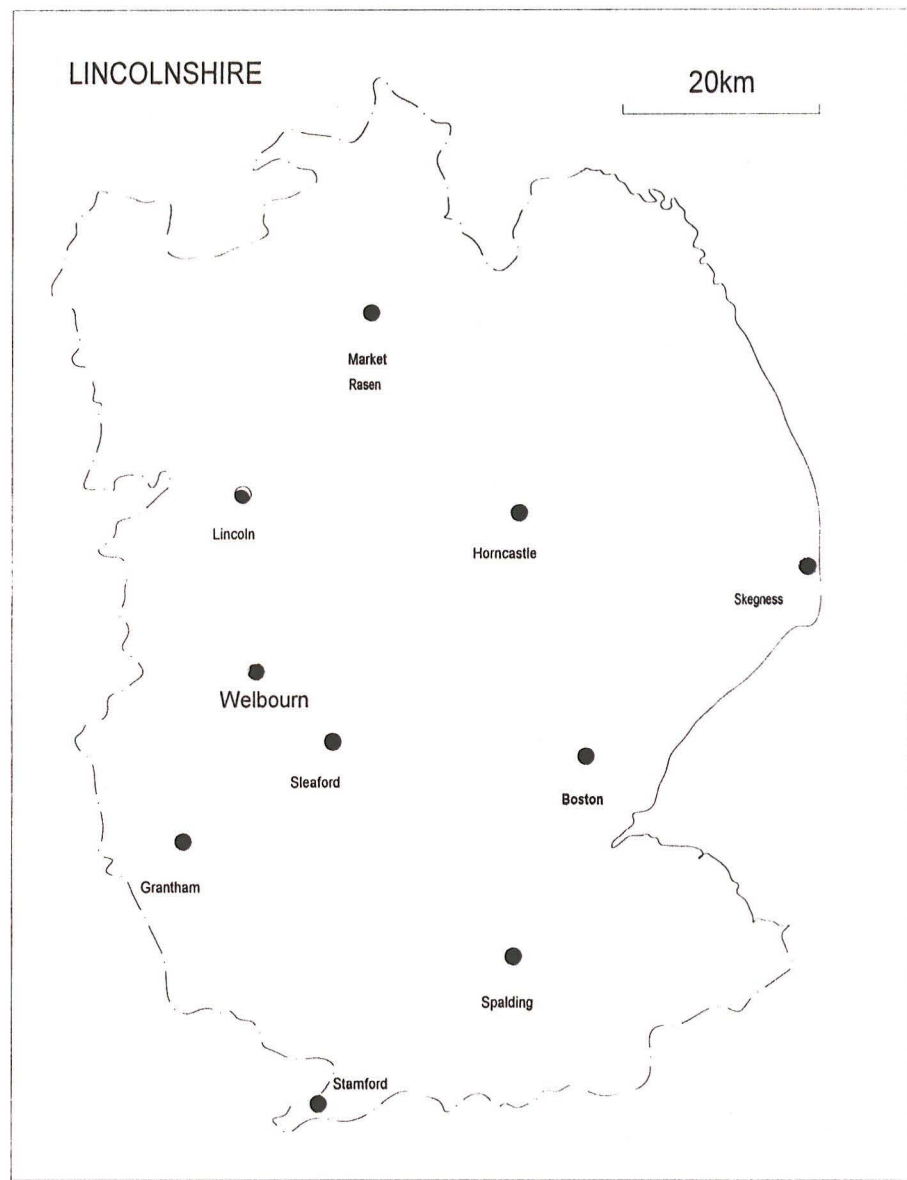 LINCOLNSHIRE
20km
Market
Rasen
Lincoln
Horncastle
Skegness
Welbourn
Sleaford
Boston
Grantham
Spalding
Stamford